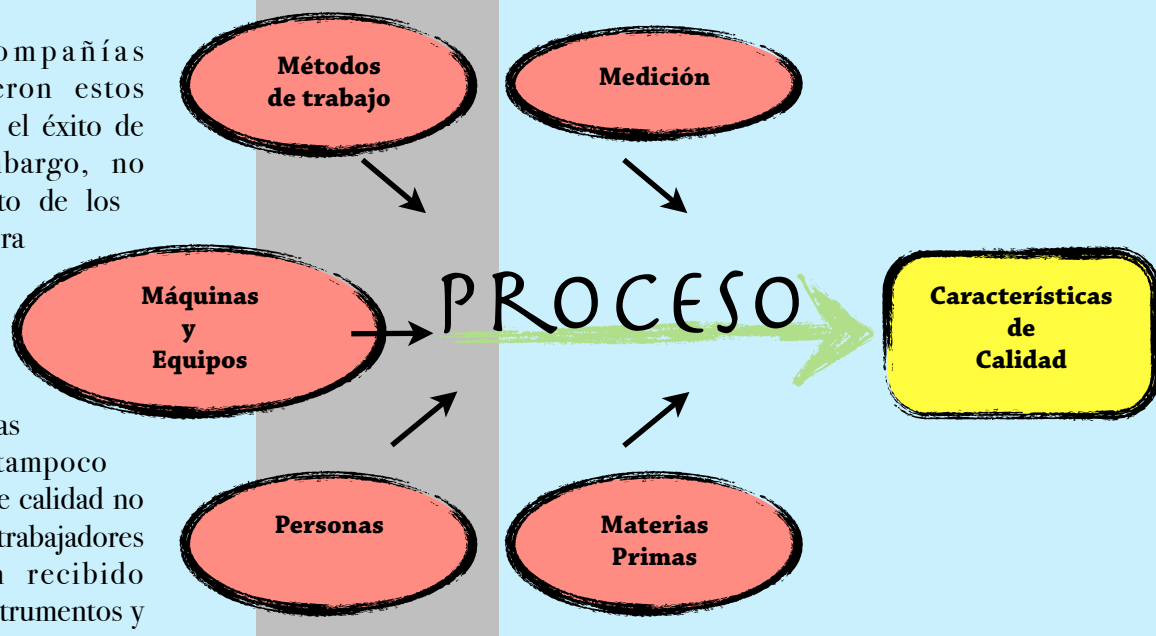 ompañías
eron estos
el éxito de
bargo, no
to de los
ra
as
tampoco
e calidad no
trabajadores
n recibido
strumentos y
Métodos
de trabajo
Medición
Máquinas
y
Equipos
PROCESO
Características
de
Calidad
Personas
Materias
Primas